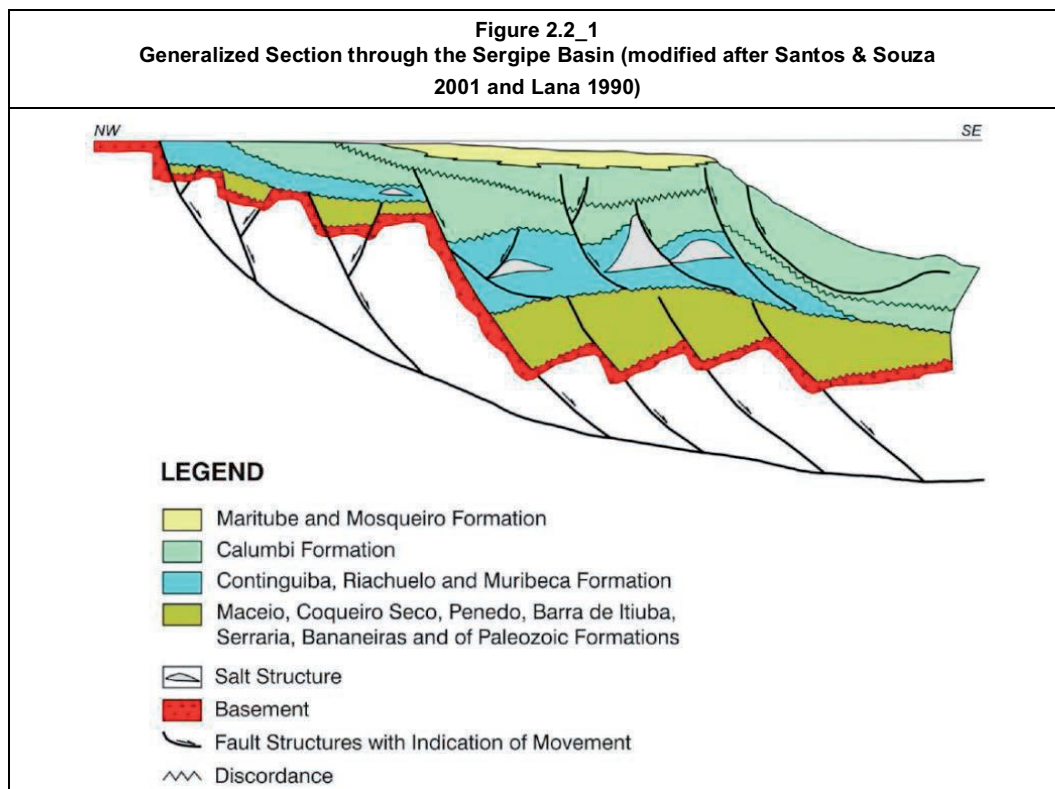 Figure 2.2_1
Generalized Section through the Sergipe Basin (modified after Santos & Souza
2001 and Lana 1990)
NW
SE
LEGEND
Maritube and Mosqueiro Formation
Calumbi Formation
Continguiba, Riachuelo and Muribeca Formation
Maceio, Coqueiro Seco, Penedo, Barra de Itiuba,
Serraria, Bananeiras and of Paleozoic Formations
Salt Structure
Basement
Fault Structures with Indication of Movement
Discordance